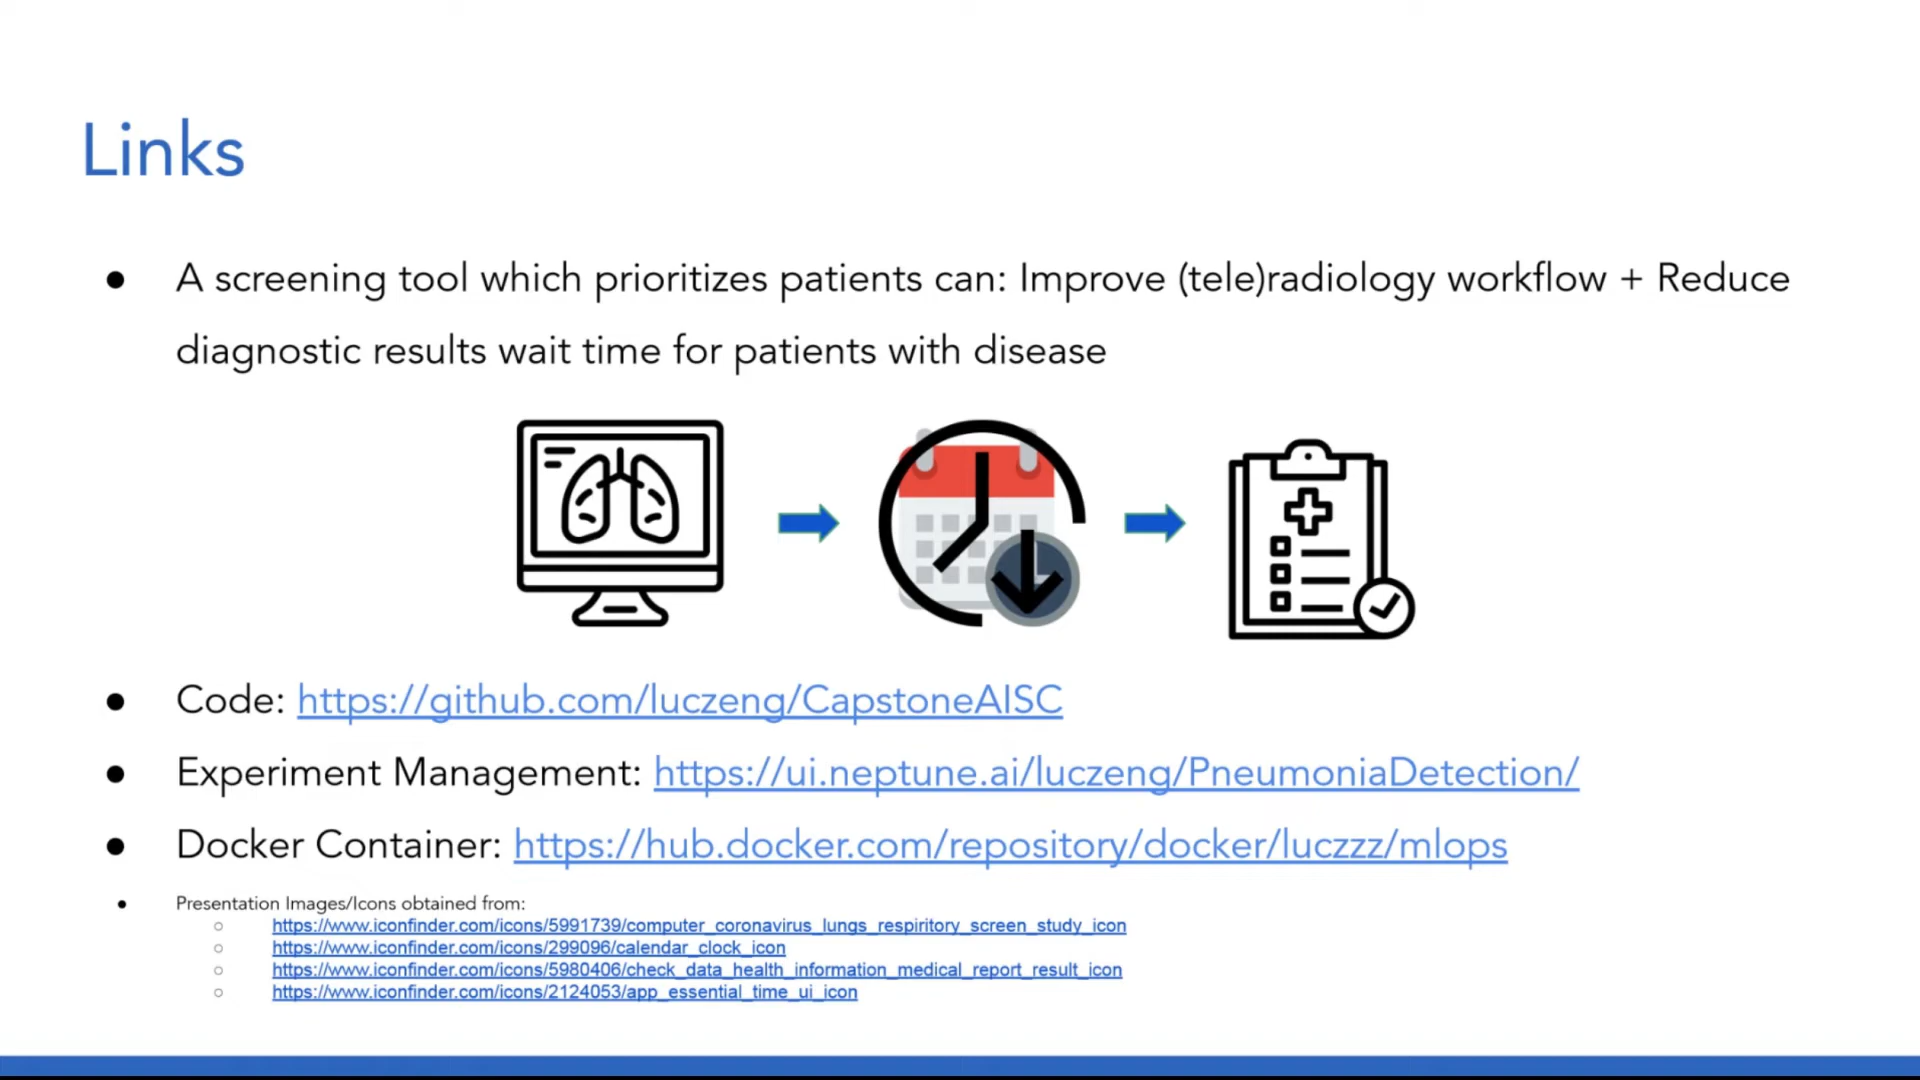 Links
● A screening tool which prioritizes patients can: Improve (tele)radiology workflow + Reduce
diagnostic results wait time for patients with disease
● Code: https://github.com/luczeng/CapstoneAISC
● Experiment Management: https://ui.neptune.ai/luczeng/PneumoniaDetection/
● Docker Container: https://hub.docker.com/repository/docker/luczzz/mlops
● Presentation Images/Icons obtained from:
○ https://www.iconfinder.com/icons/5991739/computer_coronavirus_lungs_respiritory_screen_study_icon
○ https://www.iconfinder.com/icons/299096/calendar_clock_icon
○ https://www.iconfinder.com/icons/5980406/check_data_health_information_medical_report_result_icon
○ https://www.iconfinder.com/icons/2124053/app_essential_time_ui_icon